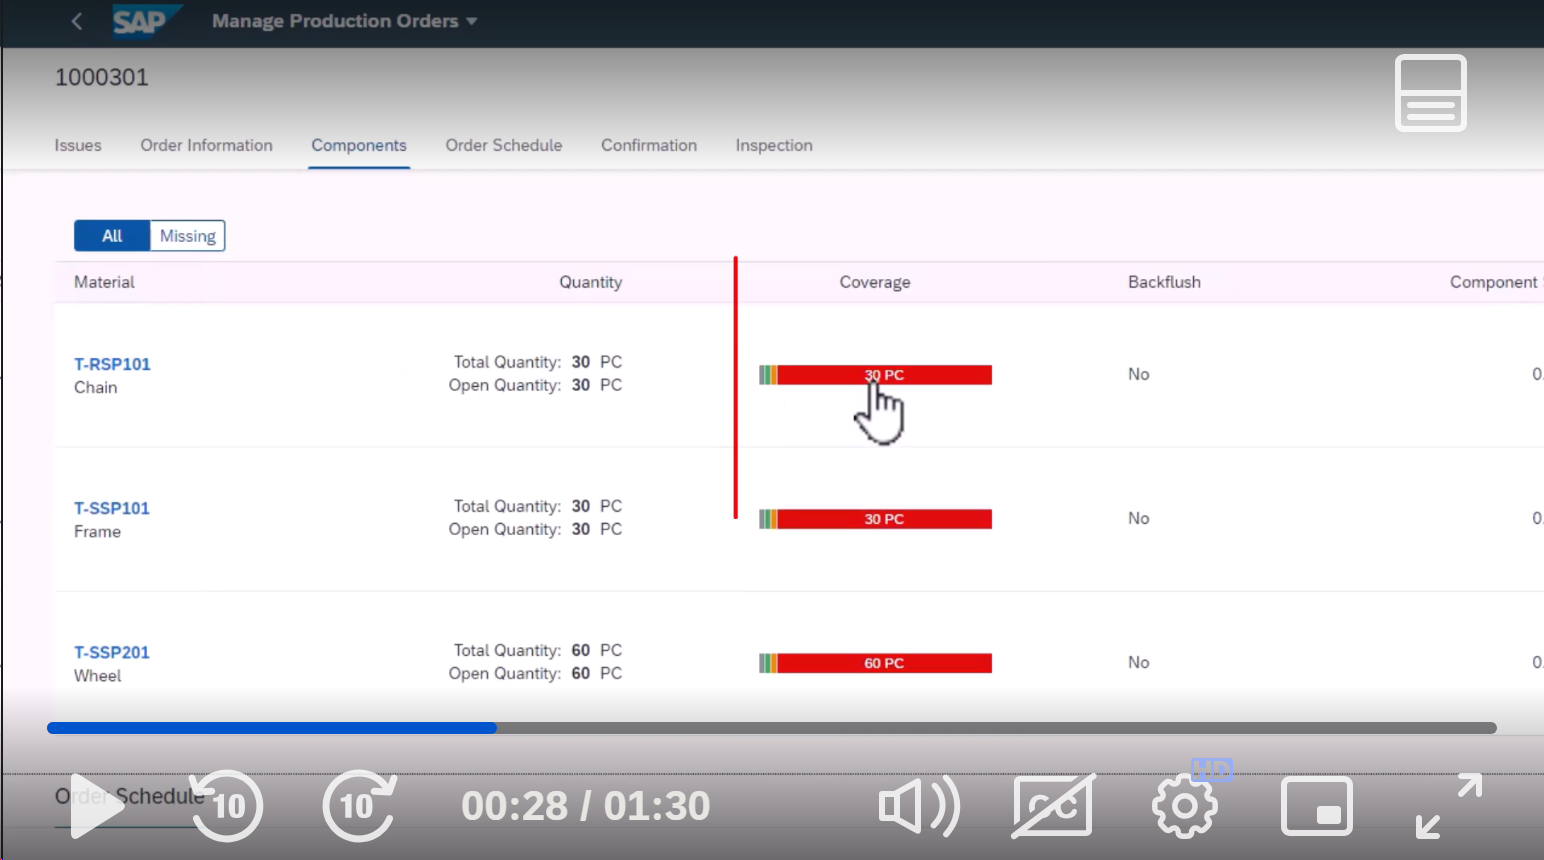 SAP Manage Production Orders
1000301
Issues Order Information Components Order Schedule Confirmation Inspection
All Missing
Material Quantity Coverage Backflush Component
T-RSP101
Chain
Total Quantity: 30 PC
Open Quantity: 30 PC
30 PC
No
0.
T-SSP101
Frame
Total Quantity: 30 PC
Open Quantity: 30 PC
30 PC
No
0.
T-SSP201
Wheel
Total Quantity: 60 PC
Open Quantity: 60 PC
60 PC
No
0.
Order Schedule
10
10
00:28 / 01:30
CC
HD